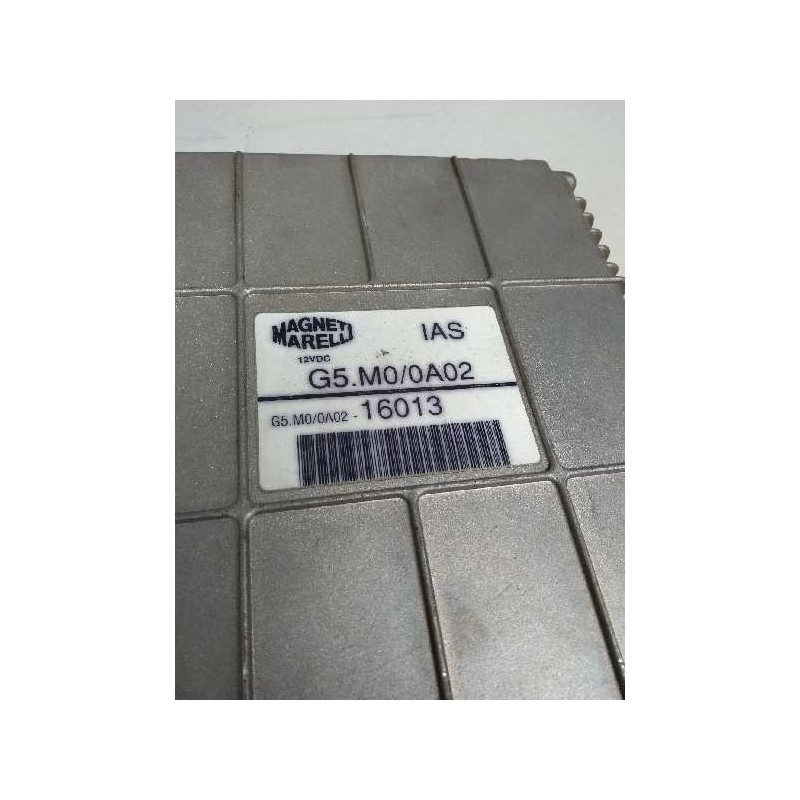 MAGNETI MARELLI
IAS
12VDC
G5.M0/0A02
G5.M0/0A02 - 16013